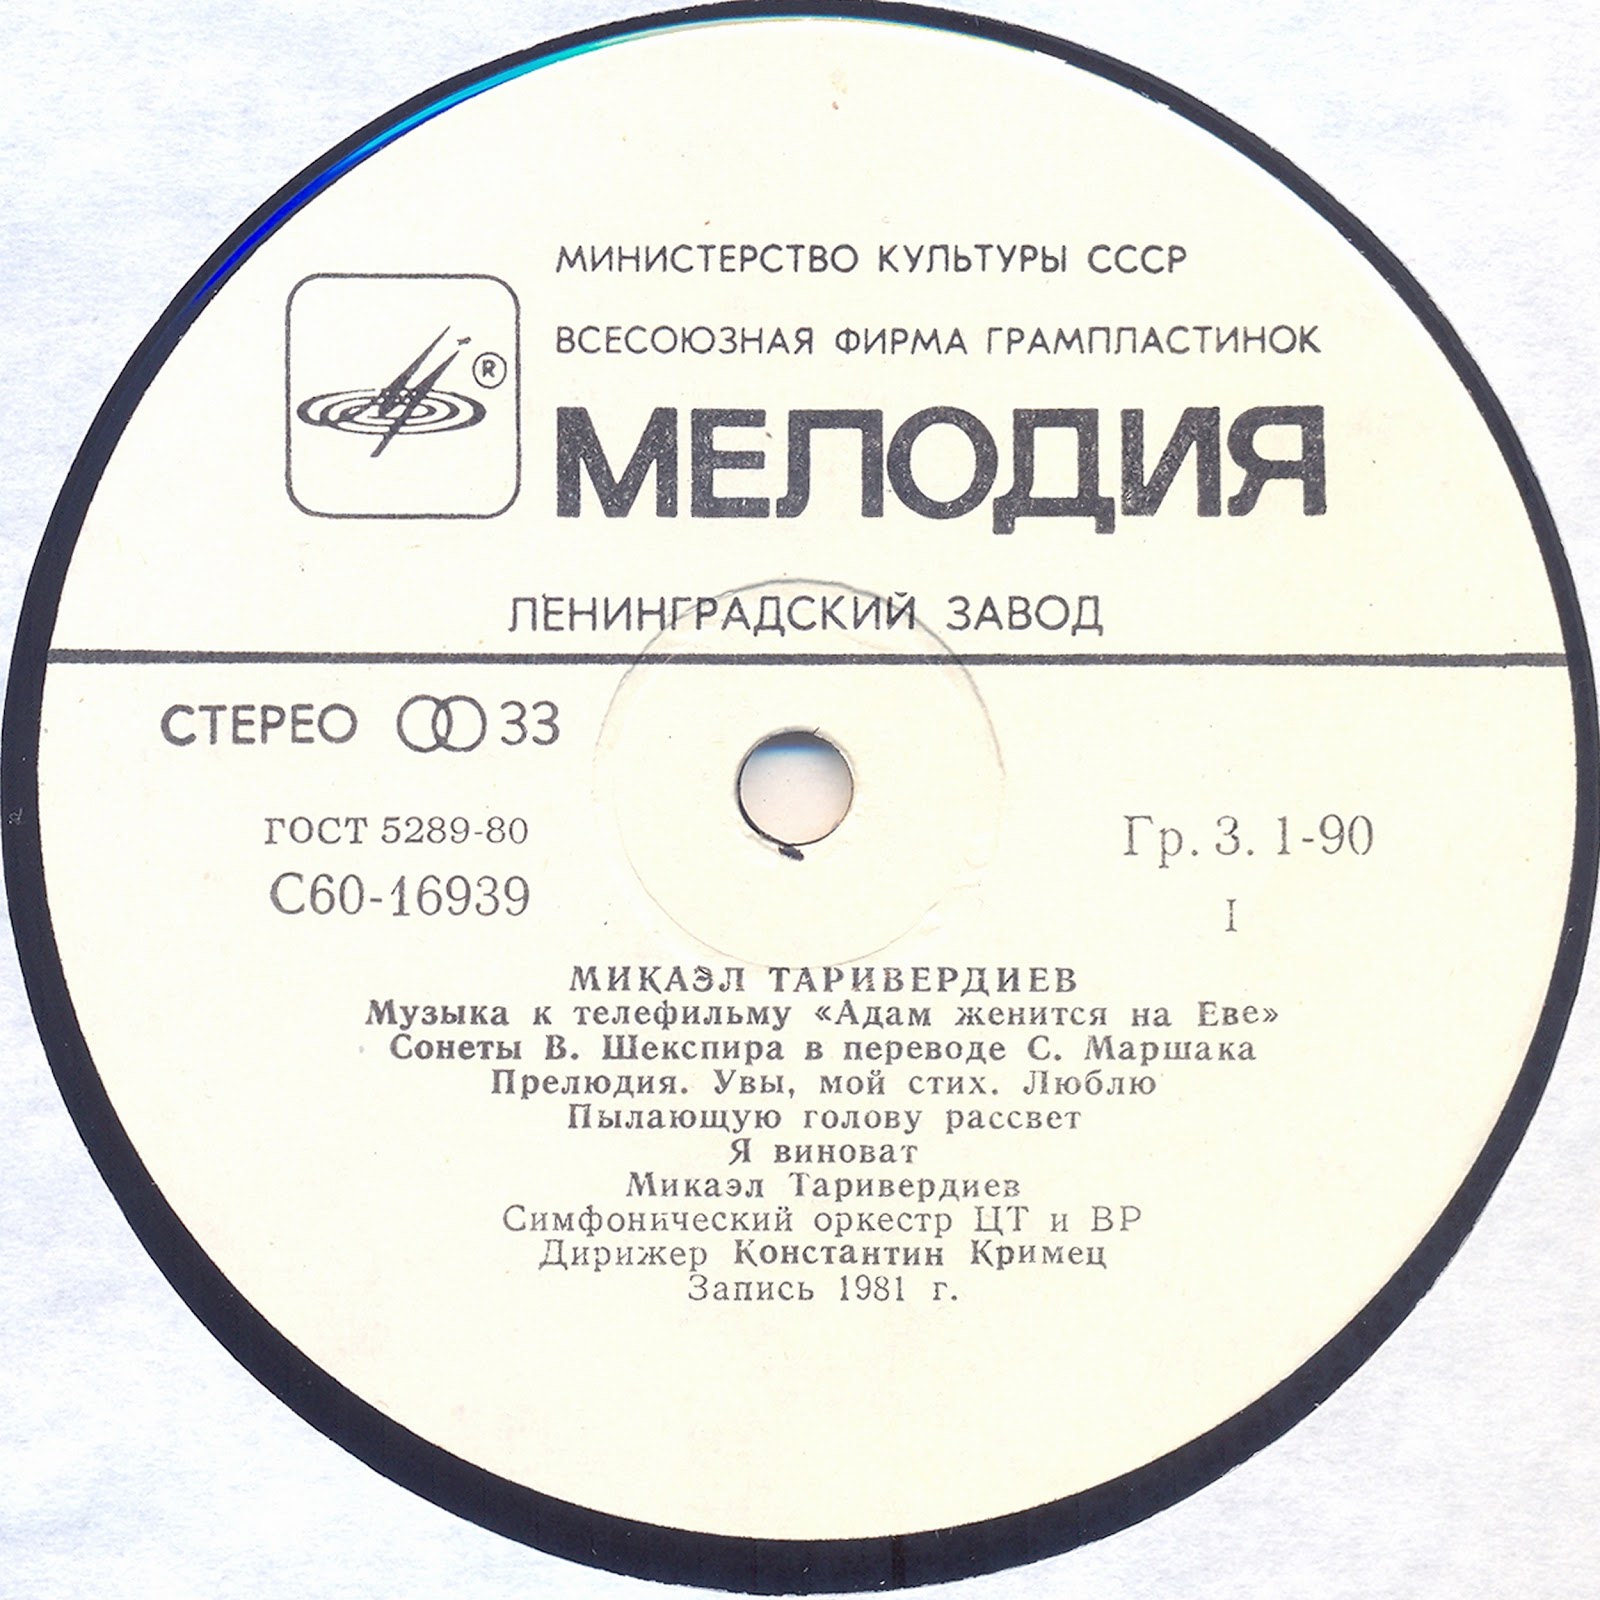 МИНИСТЕРСТВО КУЛЬТУРЫ СССР
ВСЕСОЮЗНАЯ ФИРМА ГРАМПЛАСТИНОК
®
МЕЛОДИЯ
ЛЕНИНГРАДСКИЙ ЗАВОД
СТЕРЕО 33
ГОСТ 5289-80
Гр. 3. 1-90
С60-16939
I
МИКАЭЛ ТАРИВЕРДИЕВ
Музыка к телефильму «Адам женится на Еве»
Сонеты В. Шекспира в переводе С. Маршака
Прелюдия. Увы, мой стих. Люблю
Пылающую голову рассвет
Я виноват
Микаэл Таривердиев
Симфонический оркестр ЦТ и ВР
Дирижер Константин Кримец
Запись 1981 г.